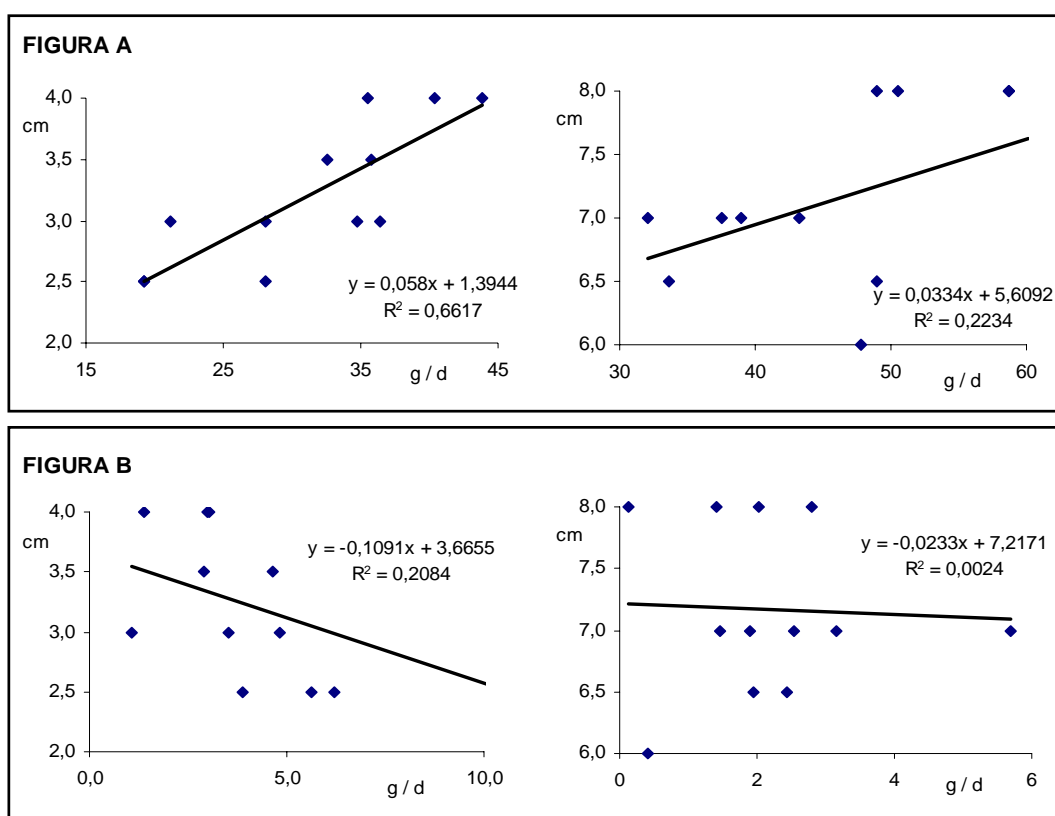 FIGURA A
4,0
cm
3,5
3,0
2,5
2,0
15
25
35
45
g / d
y = 0,058x + 1,3944
R² = 0,6617
8,0
cm
7,5
7,0
6,5
6,0
30
40
50
60
g / d
y = 0,0334x + 5,6092
R² = 0,2234
FIGURA B
4,0
cm
3,5
3,0
2,5
2,0
0,0
5,0
10,0
g / d
y = -0,1091x + 3,6655
R² = 0,2084
8,0
cm
7,5
7,0
6,5
6,0
0
2
4
6
g / d
y = -0,0233x + 7,2171
R² = 0,0024